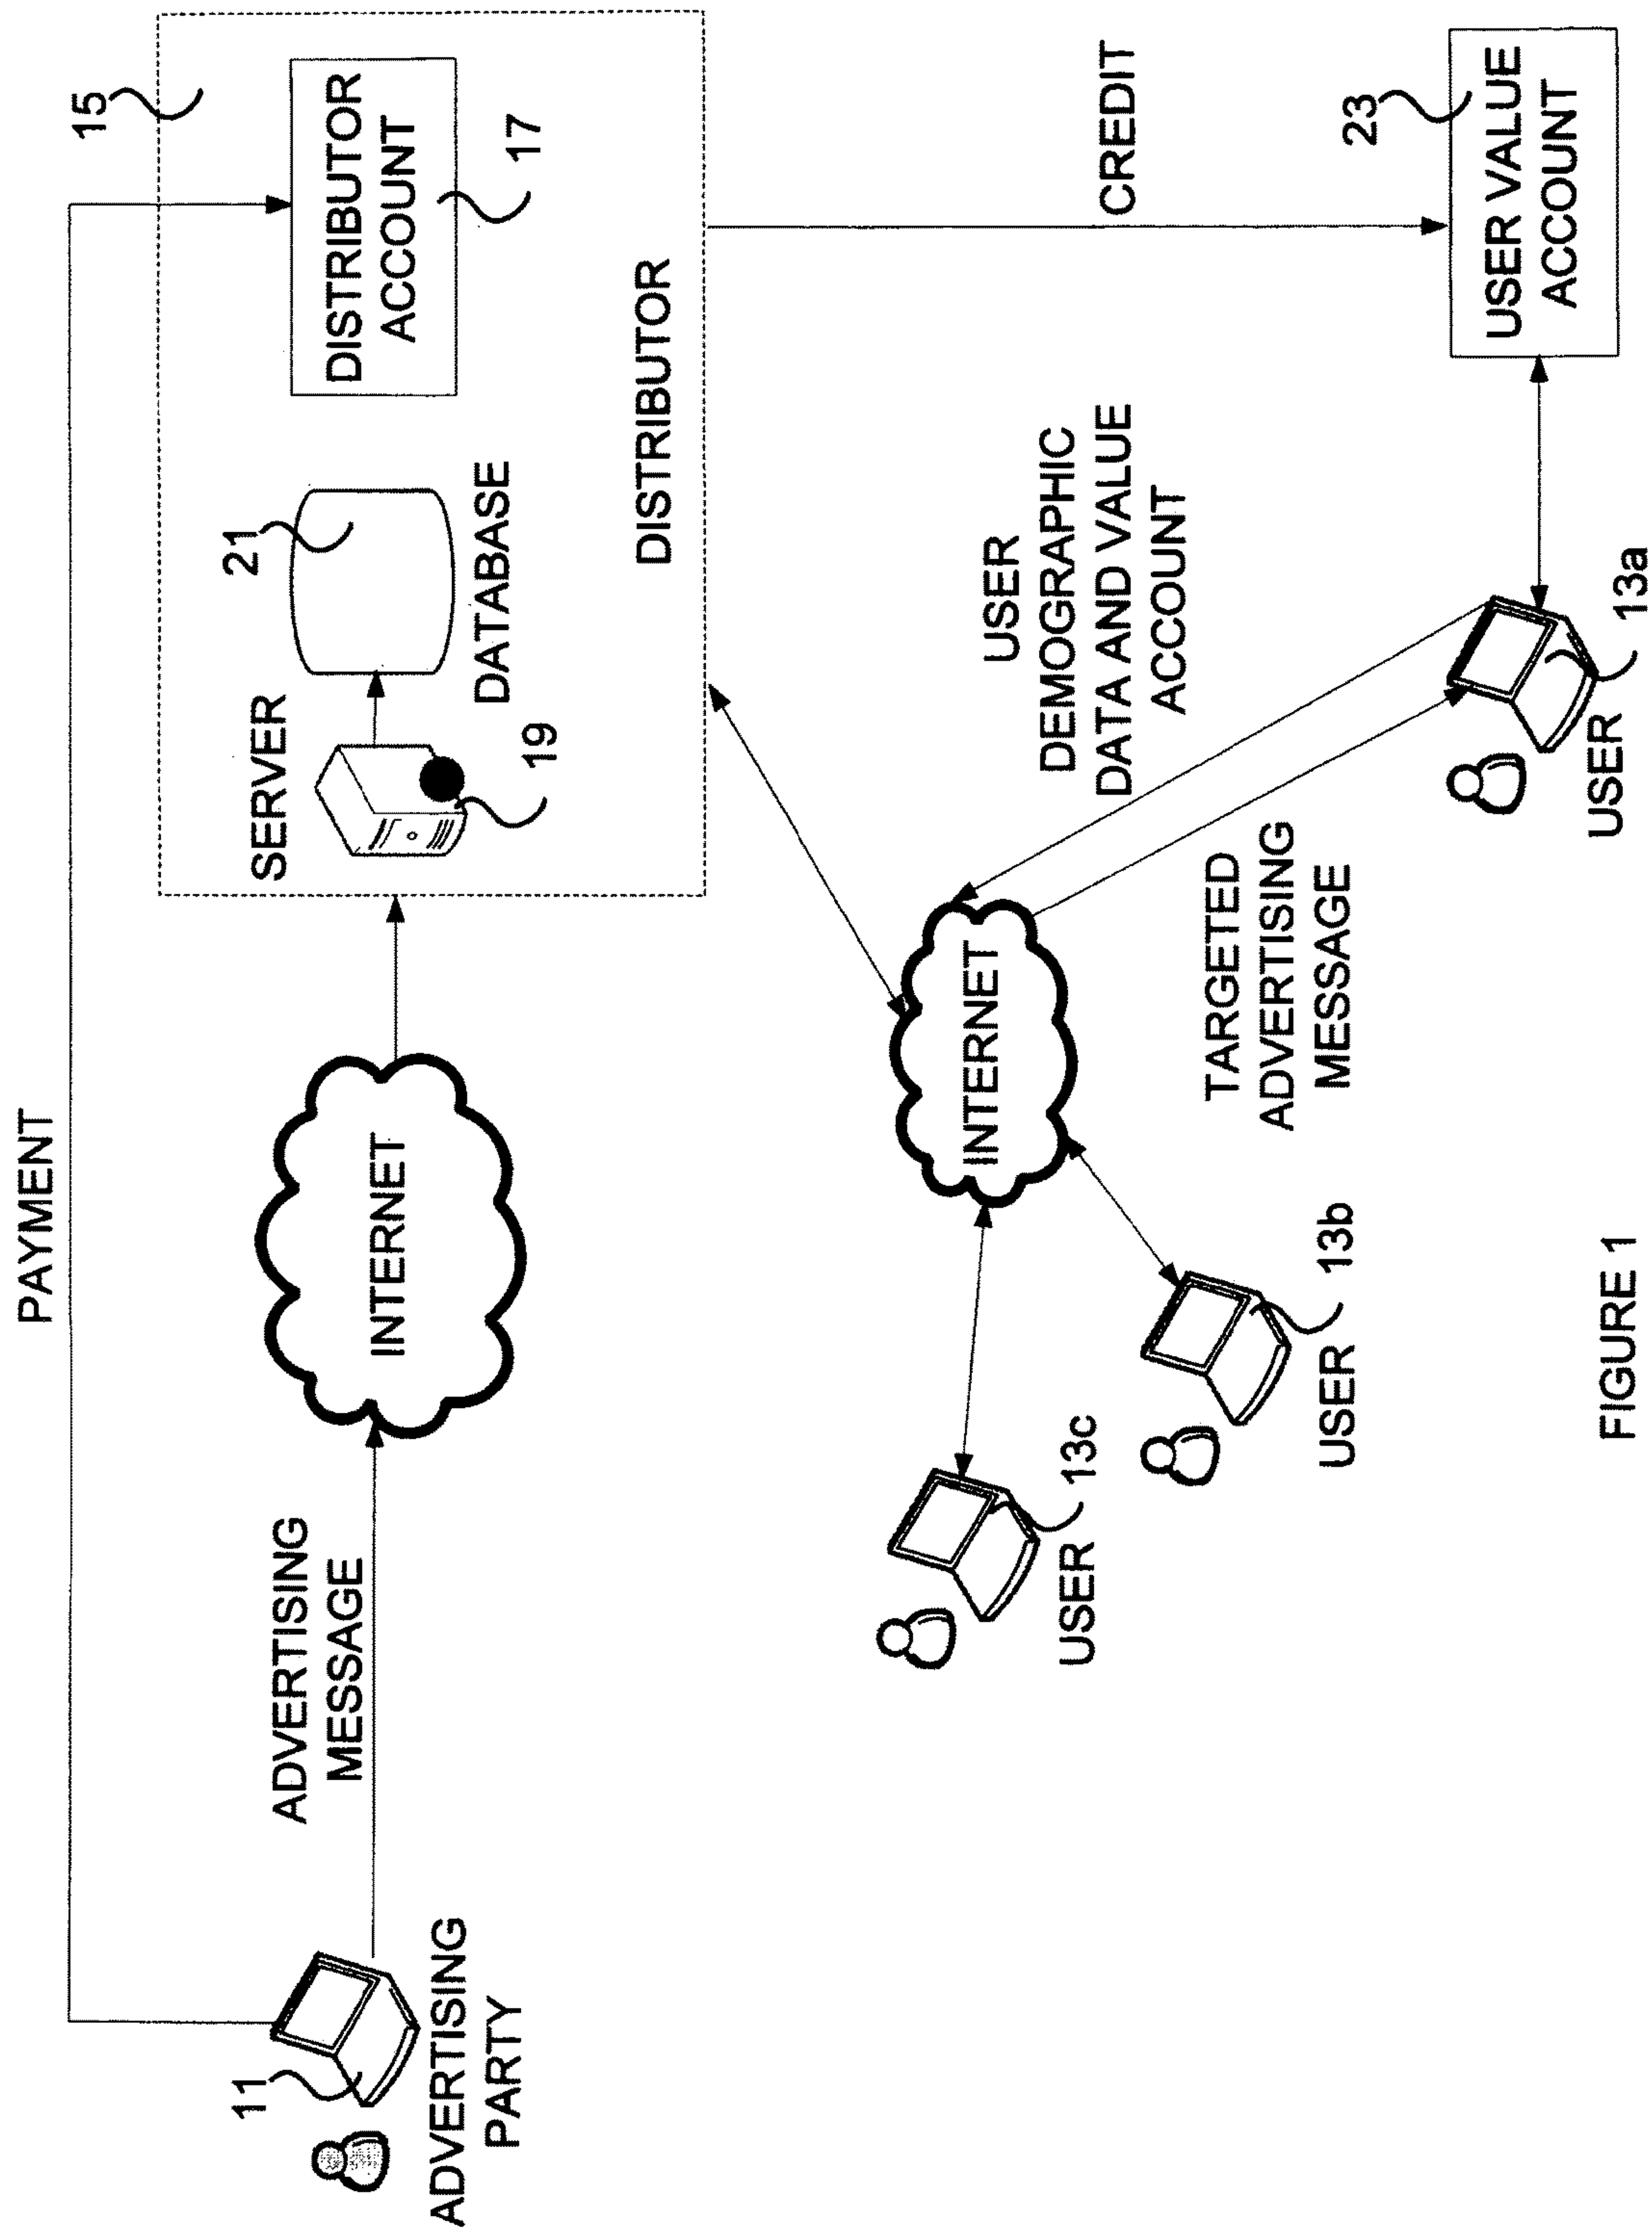 PAYMENT
15
DISTRIBUTOR
ACCOUNT
17
21
DATABASE
SERVER
19
DISTRIBUTOR
INTERNET
ADVERTISING
MESSAGE
11
ADVERTISING
PARTY
CREDIT
USER
DEMOGRAPHIC
DATA AND VALUE
ACCOUNT
INTERNET
TARGETED
ADVERTISING
MESSAGE
23
USER VALUE
ACCOUNT
13a
USER
13b
USER
13c
USER
FIGURE 1